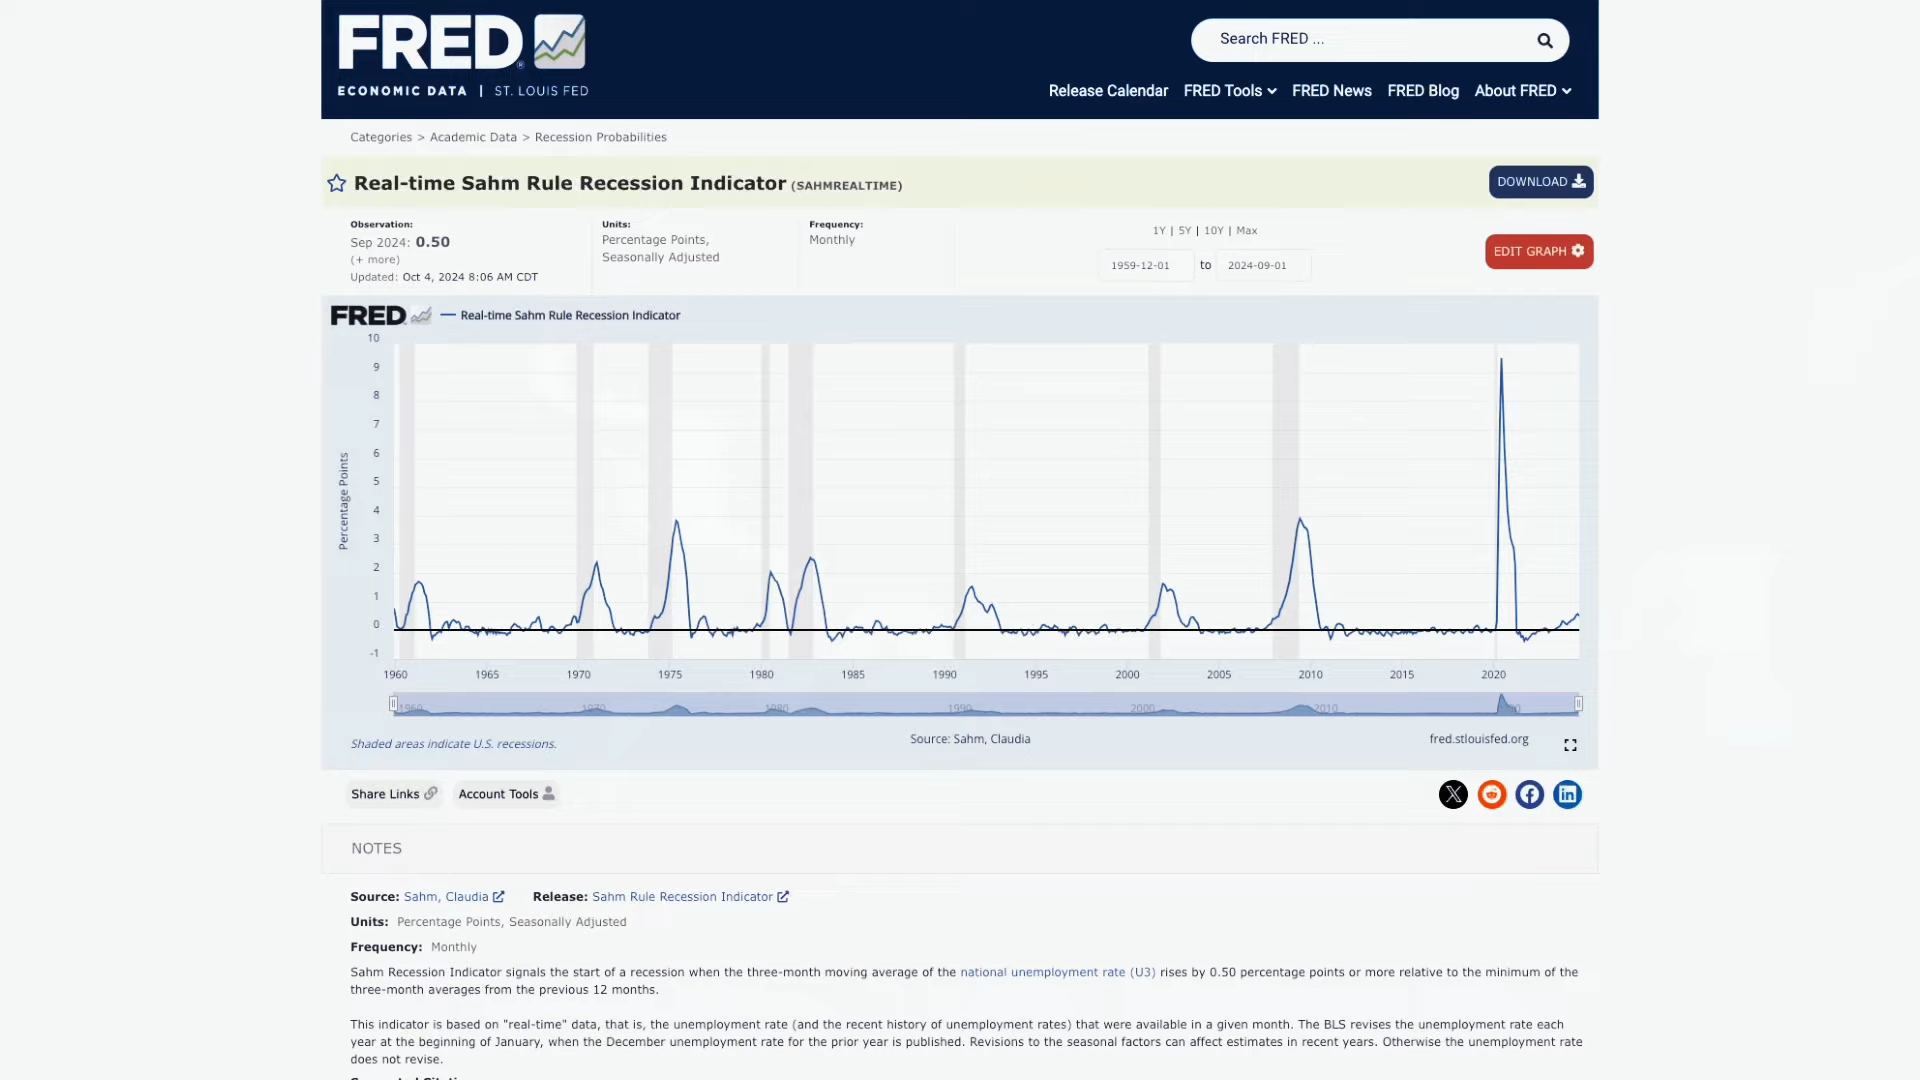 FRED
ECONOMIC DATA | ST. LOUIS FED
Search FRED ...
Release Calendar FRED Tools FRED News FRED Blog About FRED
Categories > Academic Data > Recession Probabilities
Real-time Sahm Rule Recession Indicator (SAHMREALTIME)
DOWNLOAD
Observation:
Sep 2024: 0.50
(+ more)
Updated: Oct 4, 2024 8:06 AM CDT
Units:
Percentage Points,
Seasonally Adjusted
Frequency:
Monthly
1Y | 5Y | 10Y | Max
1959-12-01 to 2024-09-01
EDIT GRAPH
FRED Real-time Sahm Rule Recession Indicator
Percentage Points
10
9
8
7
6
5
4
3
2
1
0
-1
1960 1965 1970 1975 1980 1985 1990 1995 2000 2005 2010 2015 2020
1960 1970 1980 1990 2000 2010
Shaded areas indicate U.S. recessions.
Source: Sahm, Claudia
fred.stlouisfed.org
Share Links Account Tools
NOTES
Source: Sahm, Claudia Release: Sahm Rule Recession Indicator
Units: Percentage Points, Seasonally Adjusted
Frequency: Monthly
Sahm Recession Indicator signals the start of a recession when the three-month moving average of the national unemployment rate (U3) rises by 0.50 percentage points or more relative to the minimum of the
three-month averages from the previous 12 months.
This indicator is based on "real-time" data, that is, the unemployment rate (and the recent history of unemployment rates) that were available in a given month. The BLS revises the unemployment rate each
year at the beginning of January, when the December unemployment rate for the prior year is published. Revisions to the seasonal factors can affect estimates in recent years. Otherwise the unemployment rate
does not revise.